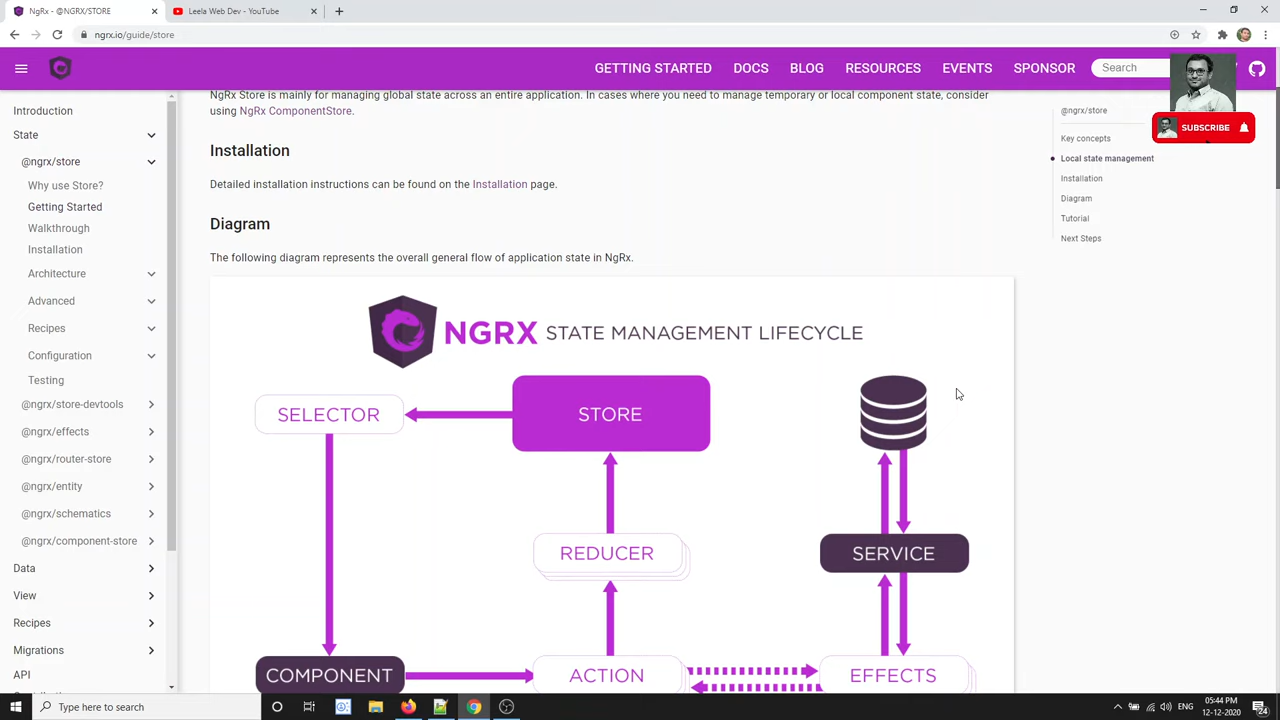 NgRx - @NGRX/STORE
Leela Web Dev - YouTube
ngrx.io/guide/store
GETTING STARTED
DOCS
BLOG
RESOURCES
EVENTS
SPONSOR
Search
SUBSCRIBE
Introduction
State
@ngrx/store
Why use Store?
Getting Started
Walkthrough
Installation
Architecture
Advanced
Recipes
Configuration
Testing
@ngrx/store-devtools
@ngrx/effects
@ngrx/router-store
@ngrx/entity
@ngrx/schematics
@ngrx/component-store
Data
View
Recipes
Migrations
API
NgRx Store is mainly for managing global state across an entire application. In cases where you need to manage temporary or local component state, consider
using NgRx ComponentStore.
Installation
Detailed installation instructions can be found on the Installation page.
Diagram
The following diagram represents the overall general flow of application state in NgRx.
NGRX STATE MANAGEMENT LIFECYCLE
SELECTOR
STORE
REDUCER
SERVICE
COMPONENT
ACTION
EFFECTS
@ngrx/store
Key concepts
Local state management
Installation
Diagram
Tutorial
Next Steps
Type here to search
ENG
05:44 PM
12-12-2020
24